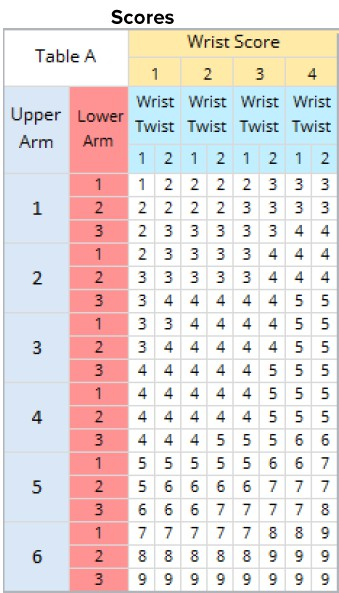 Scores
Table A Wrist Score
1 2 3 4
Upper Arm Lower Arm Wrist Twist Wrist Twist Wrist Twist Wrist Twist
1 2 1 2 1 2 1 2
1 1 1 2 2 2 2 3 3 3
2 2 2 2 2 3 3 3 3
3 2 3 3 3 3 3 4 4
2 1 2 3 3 3 3 4 4 4
2 3 3 3 3 3 4 4 4
3 3 4 4 4 4 4 5 5
3 1 3 3 4 4 4 4 5 5
2 3 4 4 4 4 4 5 5
3 4 4 4 4 4 5 5 5
4 1 4 4 4 4 4 5 5 5
2 4 4 4 4 4 5 5 5
3 4 4 4 5 5 5 6 6
5 1 5 5 5 5 5 6 6 7
2 5 6 6 6 6 7 7 7
3 6 6 6 7 7 7 7 8
6 1 7 7 7 7 7 8 8 9
2 8 8 8 8 8 9 9 9
3 9 9 9 9 9 9 9 9